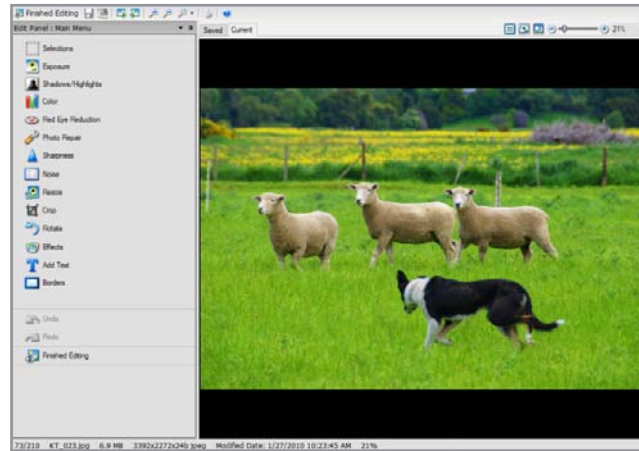 Finished Editing
Edit Panel : Main Menu
Saved Current
21%
Selections
Exposure
Shadows/Highlights
Color
Red Eye Reduction
Photo Repair
Sharpness
Noise
Resize
Crop
Rotate
Effects
Add Text
Borders
Undo
Redo
Finished Editing
73/210 KT_023.jpg 6.9 MB 3392x2272x24b jpeg Modified Date: 1/27/2010 10:23:45 AM 21%